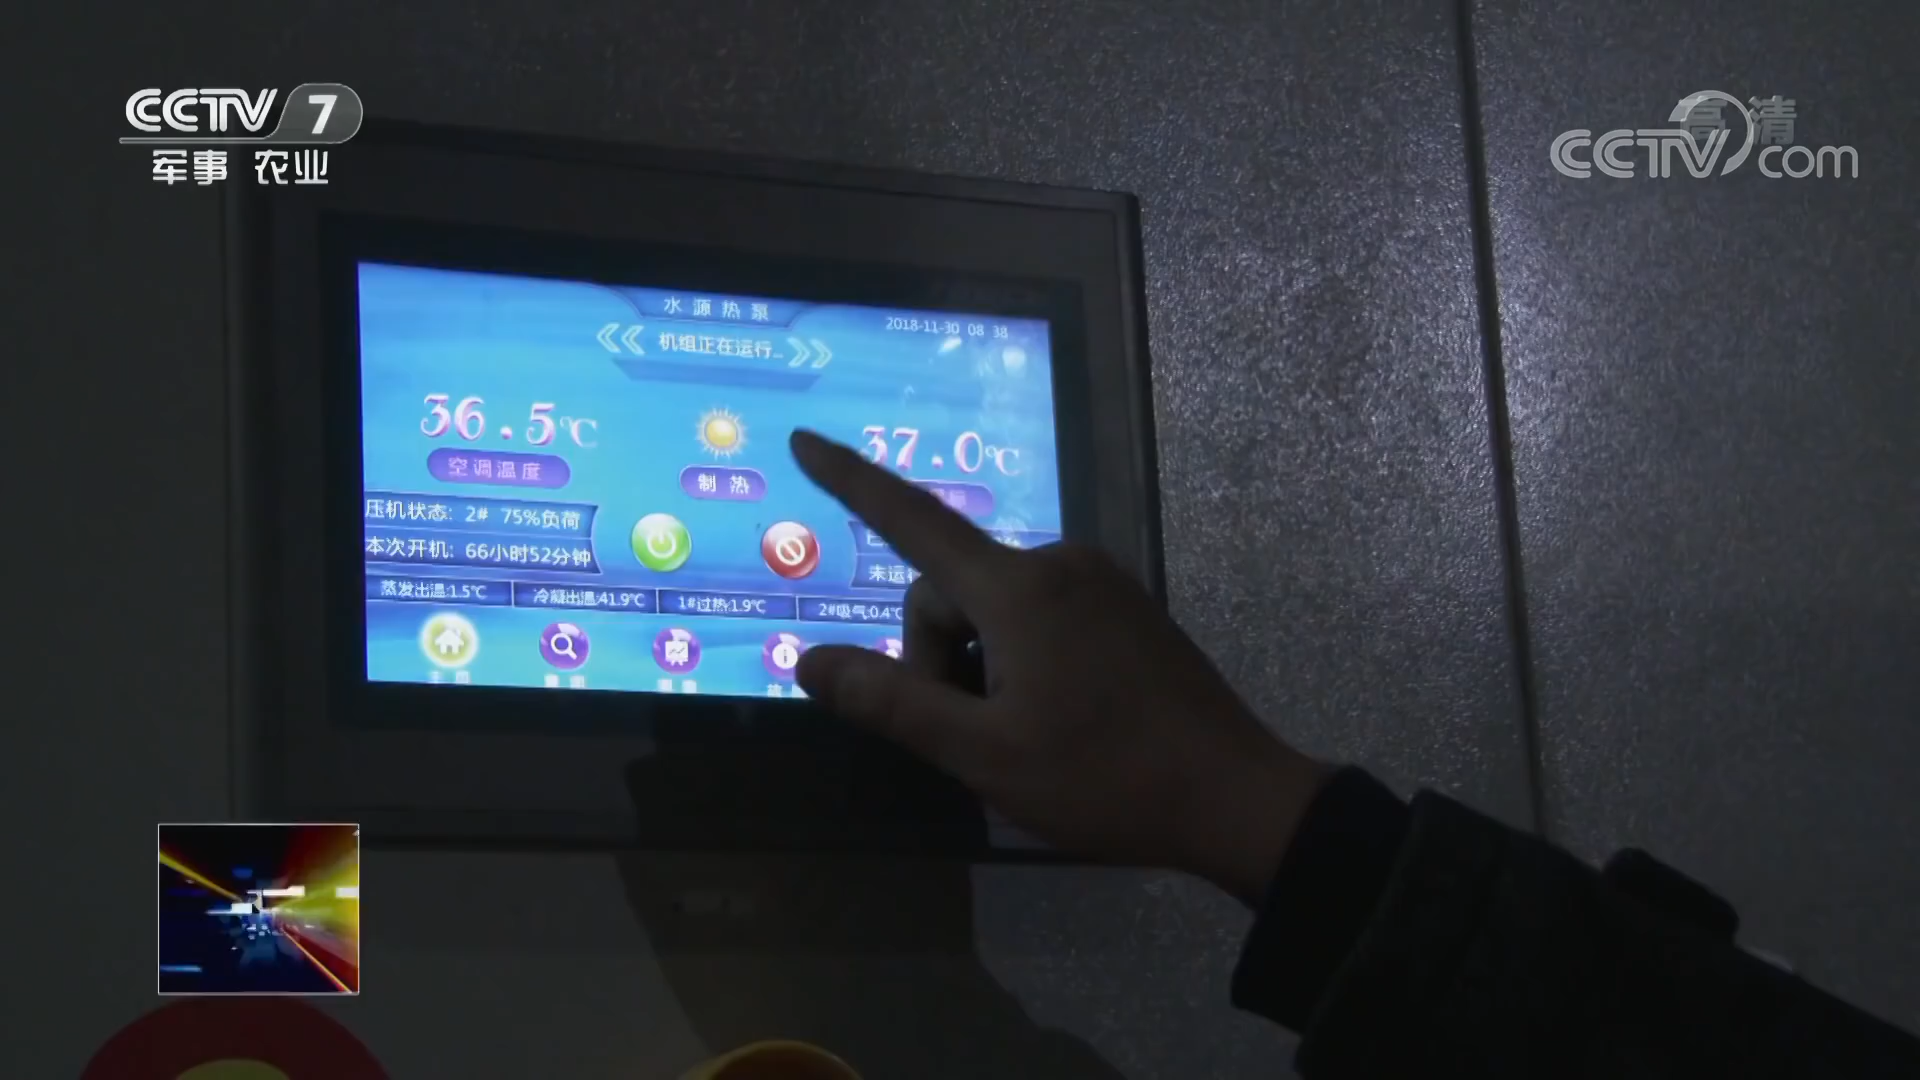 CCTV 7
军事 农业
高清
CCTV.com
水源热泵
2018-11-30 08 38
机组正在运行...
36.5℃
37.0℃
空调温度
制热
压机状态: 2# 75%负荷
本次开机: 66小时52分钟
未运行
蒸发出温:1.5℃
冷凝出温:41.9℃
1#过热:1.9℃
2#吸气:0.4℃
主页